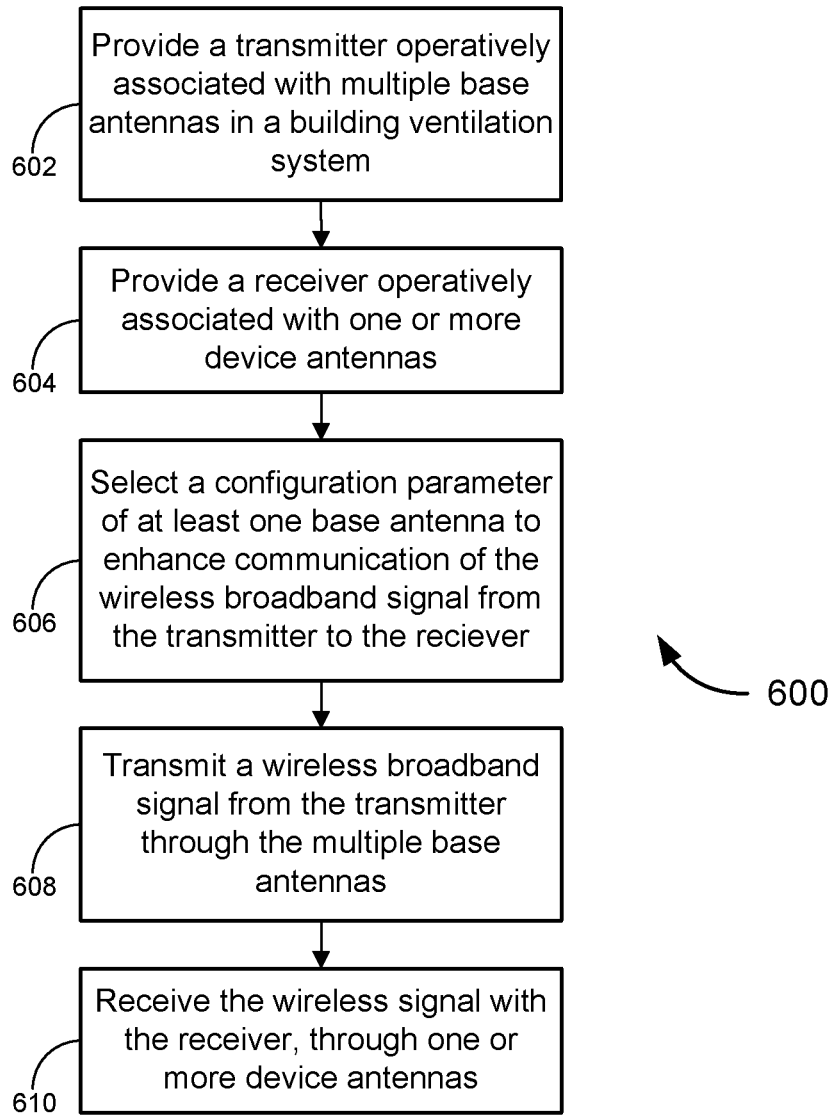 Provide a transmitter operatively
associated with multiple base
antennas in a building ventilation
system
602
Provide a receiver operatively
associated with one or more
device antennas
604
Select a configuration parameter
of at least one base antenna to
enhance communication of the
wireless broadband signal from
the transmitter to the reciever
606
600
Transmit a wireless broadband
signal from the transmitter
through the multiple base
antennas
608
Receive the wireless signal with
the receiver, through one or
more device antennas
610